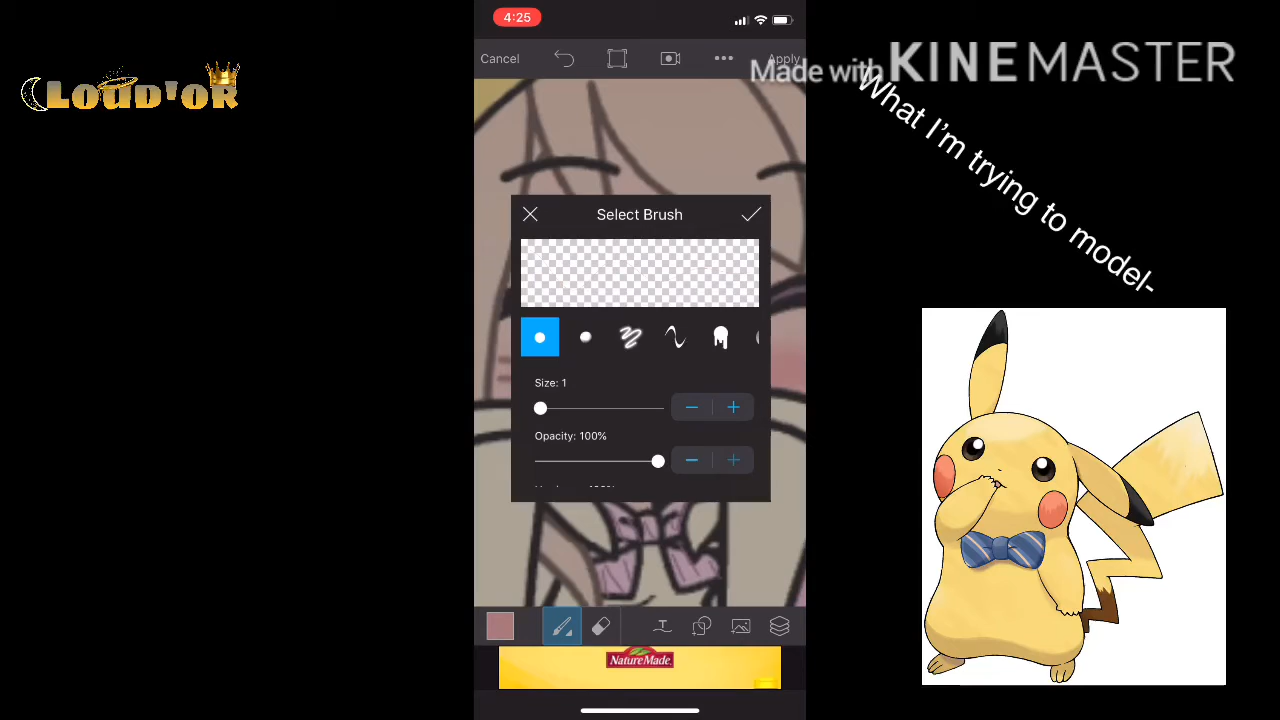 4:25
Cancel
Apply
Made with KINEMASTER
LOUD'OR
What I'm trying to model-
Select Brush
Size: 1
Opacity: 100%
NatureMade